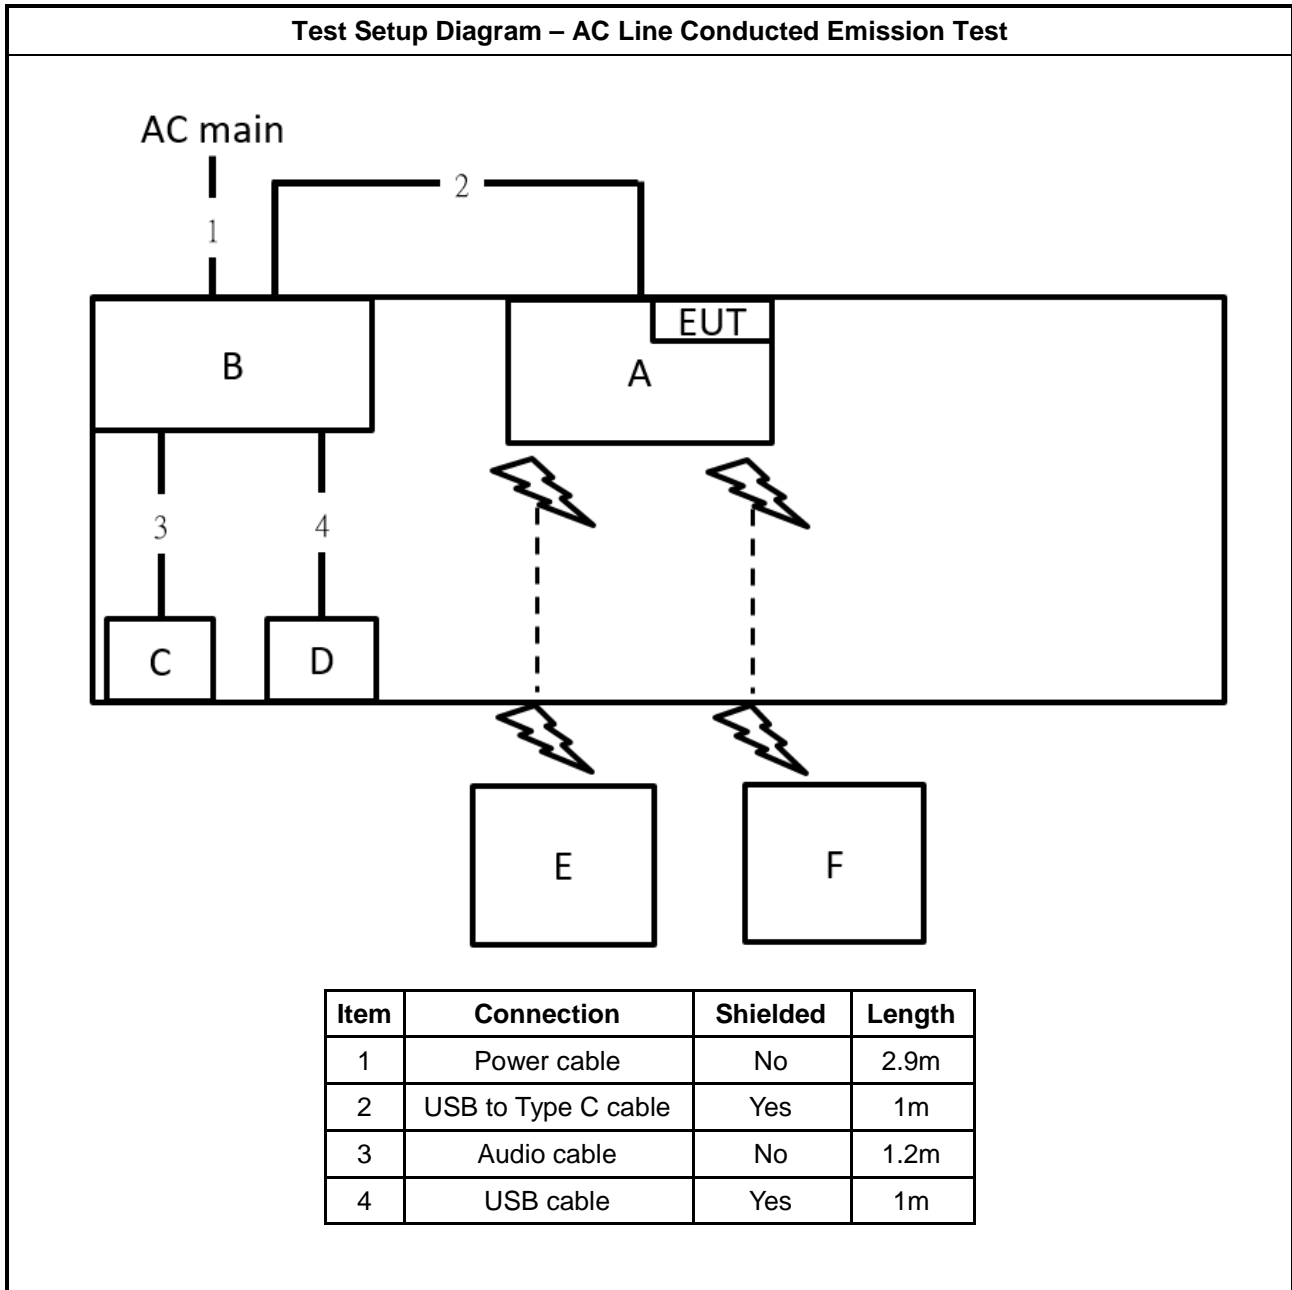 Test Setup Diagram – AC Line Conducted Emission Test
AC main
2
1
EUT
B
A
3
4
C
D
E
F
Item Connection Shielded Length
1 Power cable No 2.9m
2 USB to Type C cable Yes 1m
3 Audio cable No 1.2m
4 USB cable Yes 1m